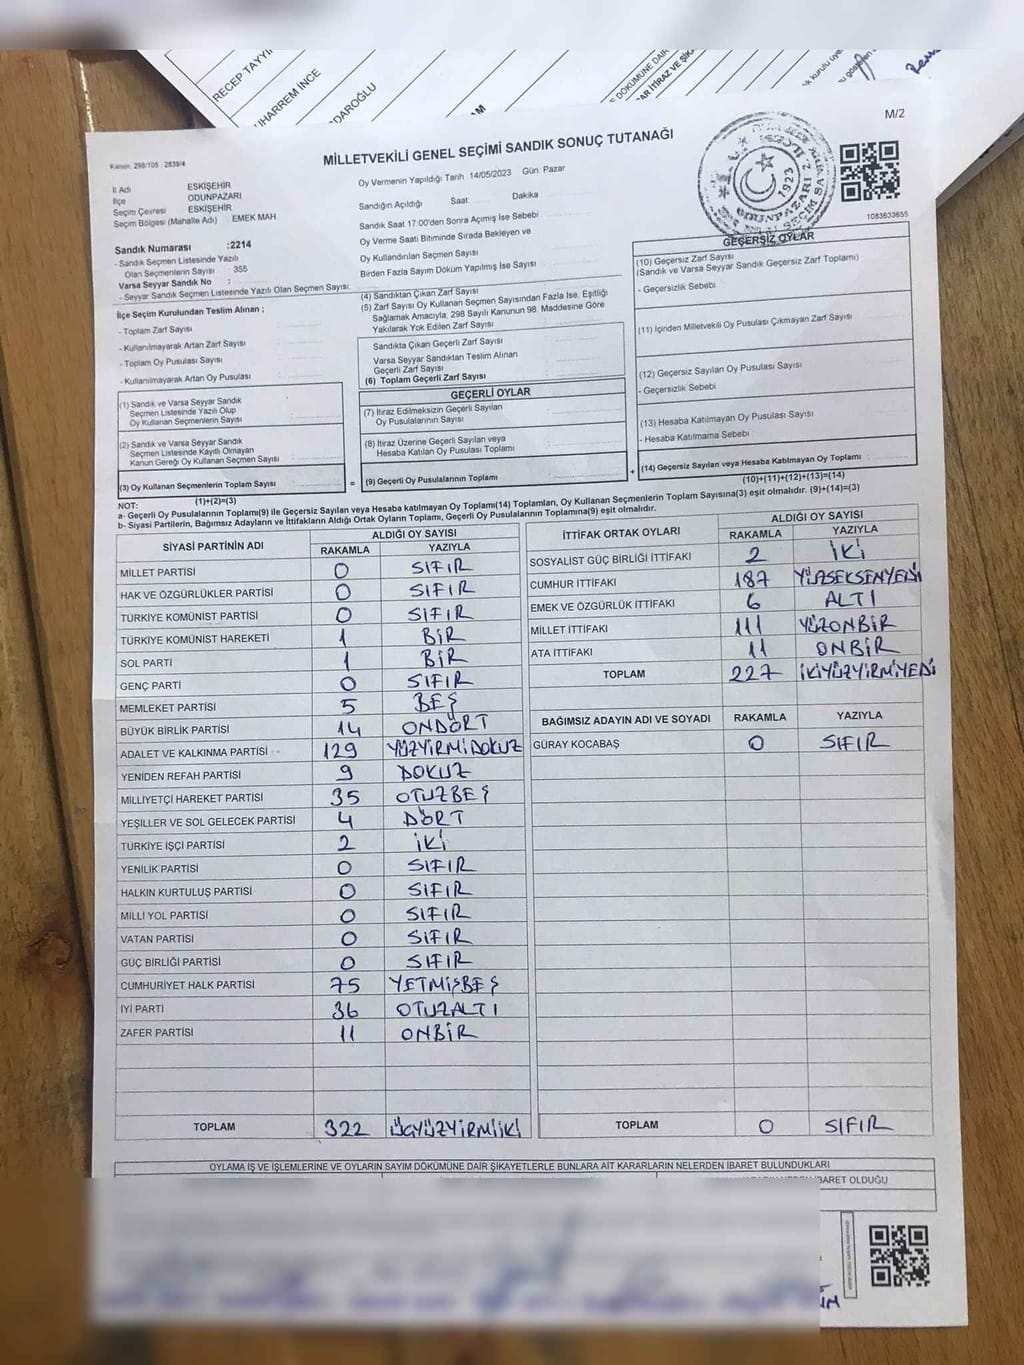 RECEP TAYYİ
UHARREM İNCE
DAROĞLU
M/2
Kanun: 298/105 . 2839/4
MİLLETVEKİLİ GENEL SEÇİMİ SANDIK SONUÇ TUTANAĞI
1083633655
İl Adı ESKİŞEHİR
İlçe ODUNPAZARI
Seçim Çevresi ESKİŞEHİR
Seçim Bölgesi (Mahalle Adı) EMEK MAH
Sandık Numarası :2214
- Sandık Seçmen Listesinde Yazılı
Olan Seçmenlerin Sayısı : 355
Varsa Seyyar Sandık No :
- Seyyar Sandık Seçmen Listesinde Yazılı Olan Seçmen Sayısı:
İlçe Seçim Kurulundan Teslim Alınan ;
- Toplam Zarf Sayısı
- Kullanılmayarak Artan Zarf Sayısı
- Toplam Oy Pusulası Sayısı
- Kullanılmayarak Artan Oy Pusulası
(1) Sandık ve Varsa Seyyar Sandık
Seçmen Listesinde Yazılı Olup
Oy Kullanan Seçmenlerin Sayısı
(2) Sandık ve Varsa Seyyar Sandık
Seçmen Listesinde Kayıtlı Olmayan
Kanun Gereği Oy Kullanan Seçmen Sayısı
(3) Oy Kullanan Seçmenlerin Toplam Sayısı
(1)+(2)=(3)
Oy Vermenin Yapıldığı Tarih 14/05/2023 Gün: Pazar
Sandığın Açıldığı Saat Dakika
Sandık Saat 17:00'den Sonra Açılmış İse Sebebi
Oy Verme Saati Bitiminde Sırada Bekleyen ve
Oy Kullandırılan Seçmen Sayısı
Birden Fazla Sayım Döküm Yapılmış İse Sayısı
(4) Sandıktan Çıkan Zarf Sayısı
(5) Zarf Sayısı Oy Kullanan Seçmen Sayısından Fazla İse, Eşitliği
Sağlamak Amacıyla, 298 Sayılı Kanunun 98. Maddesine Göre
Yakılarak Yok Edilen Zarf Sayısı
Sandıkta Çıkan Geçerli Zarf Sayısı
Varsa Seyyar Sandıktan Teslim Alınan
Geçerli Zarf Sayısı
(6) Toplam Geçerli Zarf Sayısı
GEÇERLİ OYLAR
(7) İtiraz Edilmeksizin Geçerli Sayılan
Oy Pusulalarının Sayısı
(8) İtiraz Üzerine Geçerli Sayılan veya
Hesaba Katılan Oy Pusulası Toplamı
= (9) Geçerli Oy Pusulalarının Toplamı +
GEÇERSİZ OYLAR
(10) Geçersiz Zarf Sayısı
(Sandık ve Varsa Seyyar Sandık Geçersiz Zarf Toplamı)
- Geçersizlik Sebebi
(11) İçinden Milletvekili Oy Pusulası Çıkmayan Zarf Sayısı
(12) Geçersiz Sayılan Oy Pusulası Sayısı
- Geçersizlik Sebebi
(13) Hesaba Katılmayan Oy Pusulası Sayısı
- Hesaba Katılmama Sebebi
(14) Geçersiz Sayılan veya Hesaba Katılmayan Oy Toplamı
(10)+(11)+(12)+(13)=(14)
NOT:
a- Geçerli Oy Pusulalarının Toplamı(9) ile Geçersiz Sayılan veya Hesaba katılmayan Oy Toplamı(14) Toplamları, Oy Kullanan Seçmenlerin Toplam Sayısına(3) eşit olmalıdır. (9)+(14)=(3)
b- Siyasi Partilerin, Bağımsız Adayların ve İttifakların Aldığı Ortak Oyların Toplamı, Geçerli Oy Pusulalarının Toplamına(9) eşit olmalıdır.
SİYASİ PARTİNİN ADI ALDIĞI OY SAYISI
RAKAMLA YAZIYLA
MİLLET PARTİSİ 0 SIFIR
HAK VE ÖZGÜRLÜKLER PARTİSİ 0 SIFIR
TÜRKİYE KOMÜNİST PARTİSİ 0 SIFIR
TÜRKİYE KOMÜNİST HAREKETİ 1 BİR
SOL PARTİ 1 BİR
GENÇ PARTİ 0 SIFIR
MEMLEKET PARTİSİ 5 BEŞ
BÜYÜK BİRLİK PARTİSİ 14 ONDÖRT
ADALET VE KALKINMA PARTİSİ 129 YÜZYİRMİDOKUZ
YENİDEN REFAH PARTİSİ 9 DOKUZ
MİLLİYETÇİ HAREKET PARTİSİ 35 OTUZBEŞ
YEŞİLLER VE SOL GELECEK PARTİSİ 4 DÖRT
TÜRKİYE İŞÇİ PARTİSİ 2 İKİ
YENİLİK PARTİSİ 0 SIFIR
HALKIN KURTULUŞ PARTİSİ 0 SIFIR
MİLLİ YOL PARTİSİ 0 SIFIR
VATAN PARTİSİ 0 SIFIR
GÜÇ BİRLİĞİ PARTİSİ 0 SIFIR
CUMHURİYET HALK PARTİSİ 75 YETMİŞBEŞ
İYİ PARTİ 36 OTUZALTI
ZAFER PARTİSİ 11 ONBİR
TOPLAM 322 ÜÇYÜZYİRMİİKİ
İTTİFAK ORTAK OYLARI ALDIĞI OY SAYISI
RAKAMLA YAZIYLA
SOSYALİST GÜÇ BİRLİĞİ İTTİFAKI 2 İKİ
CUMHUR İTTİFAKI 187 YÜZSEKSENYEDİ
EMEK VE ÖZGÜRLÜK İTTİFAKI 6 ALTI
MİLLET İTTİFAKI 111 YÜZONBİR
ATA İTTİFAKI 11 ONBİR
TOPLAM 227 İKİYÜZYİRMİYEDİ
BAĞIMSIZ ADAYIN ADI VE SOYADI RAKAMLA YAZIYLA
GÜRAY KOCABAŞ 0 SIFIR
TOPLAM 0 SIFIR
OYLAMA İŞ VE İŞLEMLERİNE VE OYLARIN SAYIM DÖKÜMÜNE DAİR ŞİKAYETLERLE BUNLARA AİT KARARLARIN NELERDEN İBARET BULUNDUKLARI
İBARET OLDUĞU